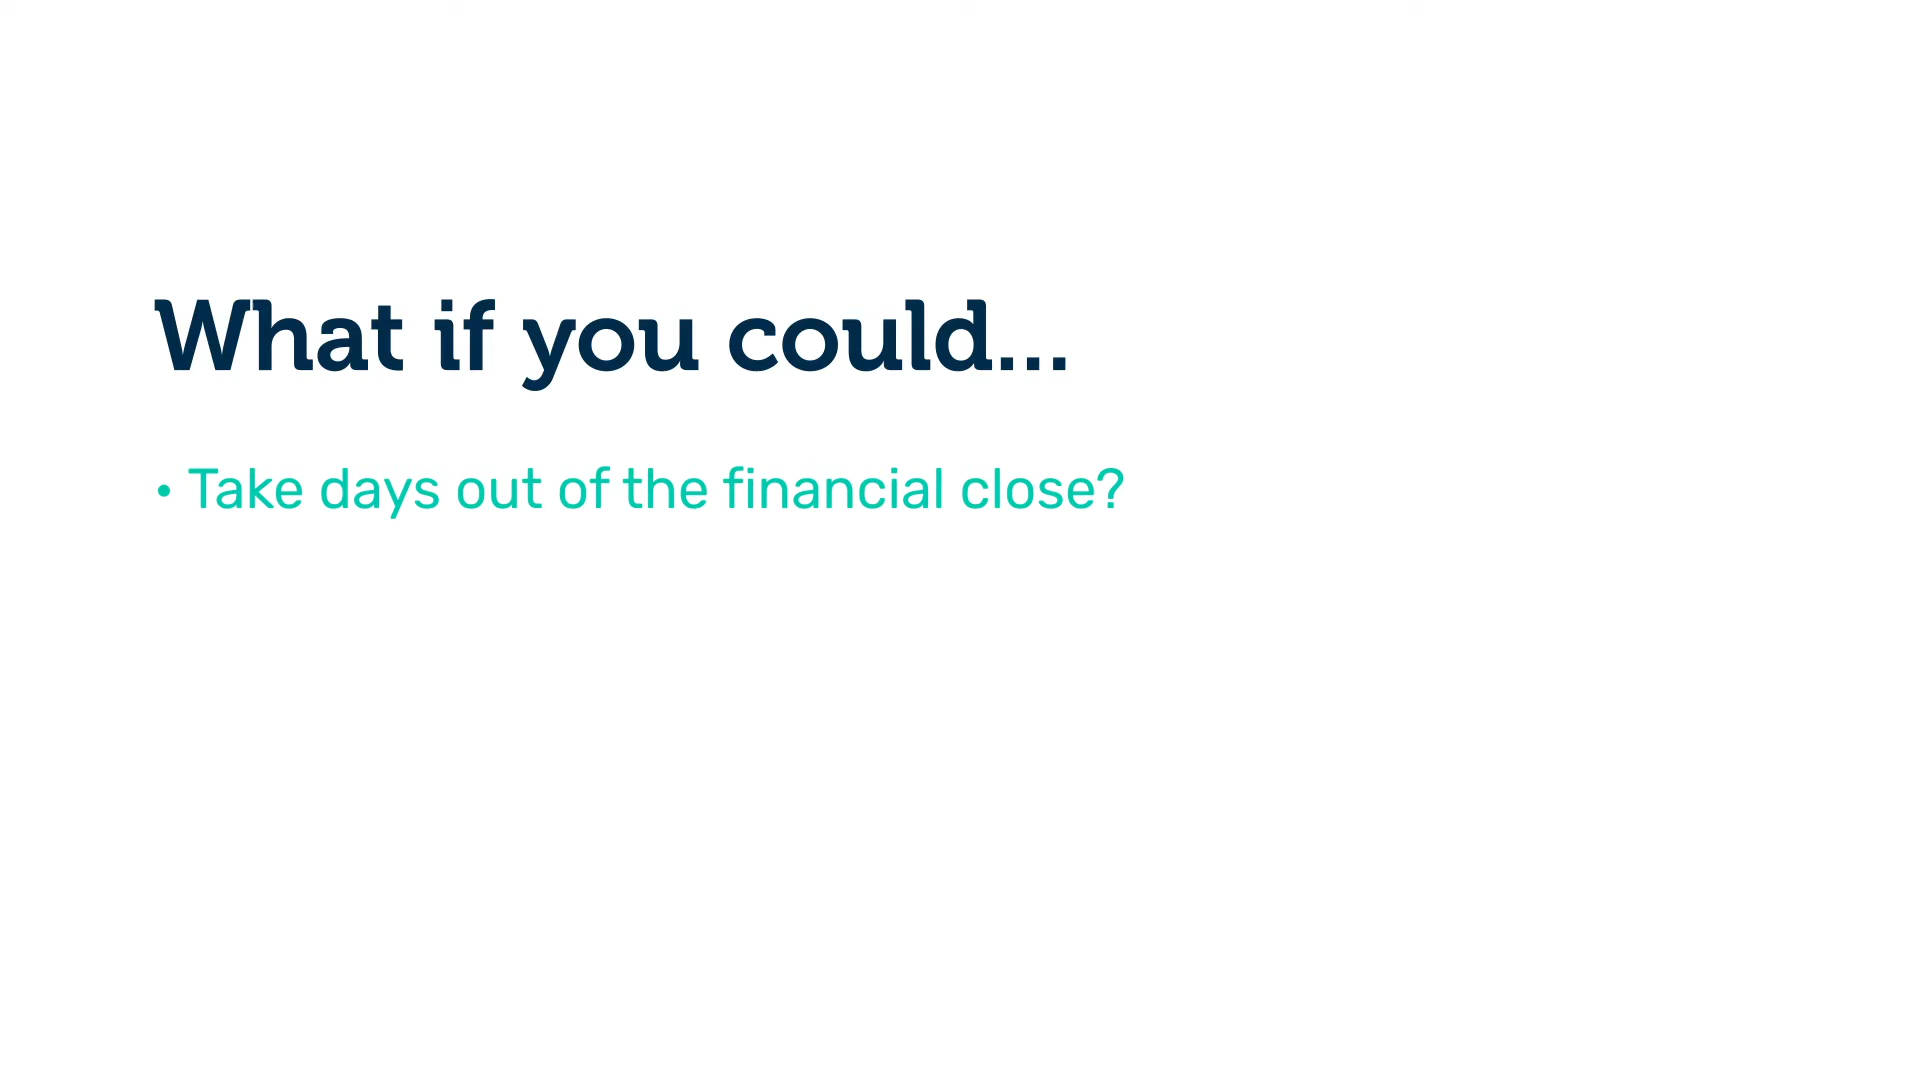 What if you could...
• Take days out of the financial close?